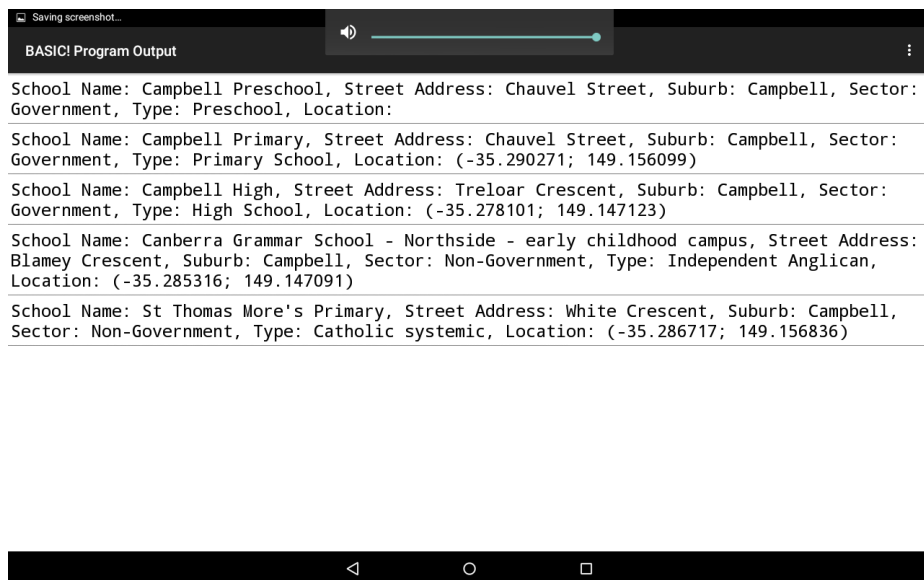 Saving screenshot...
BASIC! Program Output
School Name: Campbell Preschool, Street Address: Chauvel Street, Suburb: Campbell, Sector:
Government, Type: Preschool, Location:
School Name: Campbell Primary, Street Address: Chauvel Street, Suburb: Campbell, Sector:
Government, Type: Primary School, Location: (-35.290271; 149.156099)
School Name: Campbell High, Street Address: Treloar Crescent, Suburb: Campbell, Sector:
Government, Type: High School, Location: (-35.278101; 149.147123)
School Name: Canberra Grammar School - Northside - early childhood campus, Street Address:
Blamey Crescent, Suburb: Campbell, Sector: Non-Government, Type: Independent Anglican,
Location: (-35.285316; 149.147091)
School Name: St Thomas More's Primary, Street Address: White Crescent, Suburb: Campbell,
Sector: Non-Government, Type: Catholic systemic, Location: (-35.286717; 149.156836)